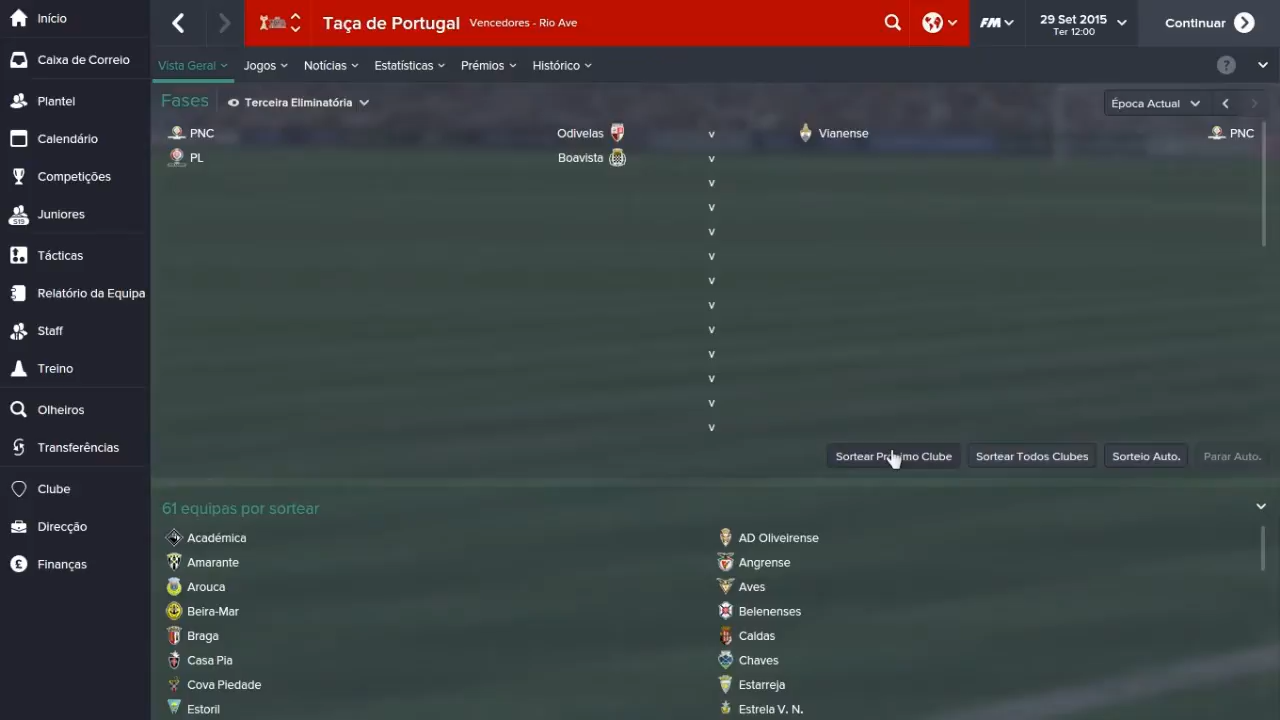 Início
Caixa de Correio
Plantel
Calendário
Competições
S19
Juniores
Tácticas
Relatório da Equipa
Staff
Treino
Olheiros
Transferências
Clube
Direcção
Finanças
Taça de Portugal
Vencedores - Rio Ave
FM
29 Set 2015
Ter 12:00
Continuar
Vista Geral
Jogos
Notícias
Estatísticas
Prémios
Histórico
?
Fases
Terceira Eliminatória
Época Actual
PNC Odivelas v Vianense PNC
PL Boavista v
v
v
v
v
v
v
v
v
v
v
v
Sortear Próximo Clube
Sortear Todos Clubes
Sorteio Auto.
Parar Auto.
61 equipas por sortear
Académica
AD Oliveirense
Amarante
Angrense
Arouca
Aves
Beira-Mar
Belenenses
Braga
Caldas
Casa Pia
Chaves
Cova Piedade
Estarreja
Estoril
Estrela V. N.